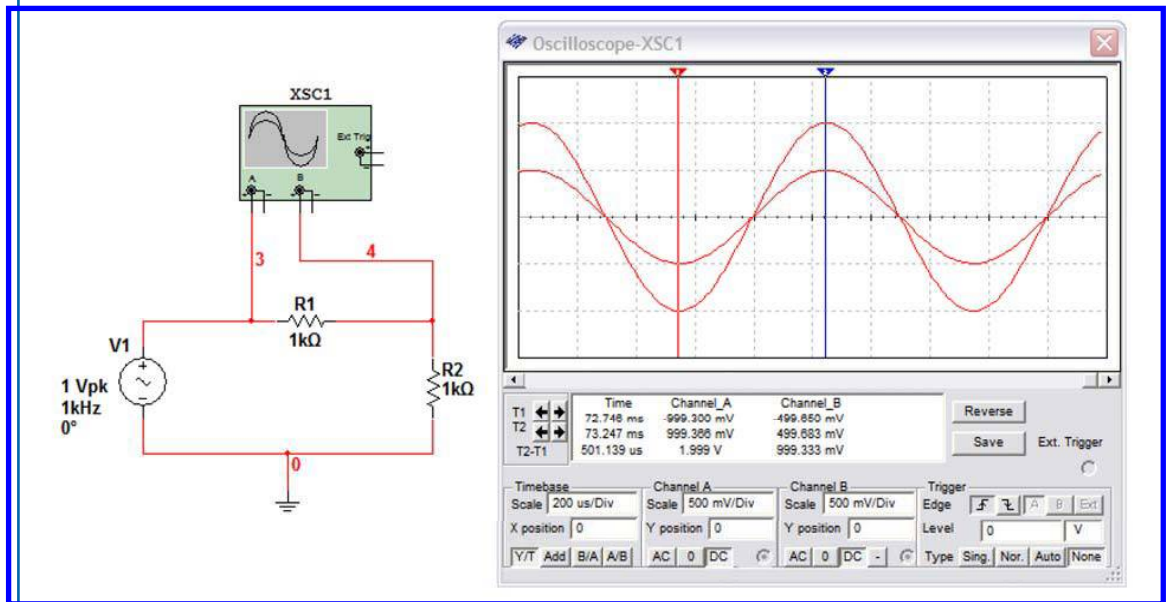 XSC1
Ext Trig
A B
3
4
R1
1kΩ
V1
1 Vpk
1kHz
0°
R2
1kΩ
0
Oscilloscope-XSC1
1 2
Time Channel_A Channel_B
T1 72.746 ms -999.300 mV -499.650 mV
T2 73.247 ms 999.366 mV 499.683 mV
T2-T1 501.139 us 1.999 V 999.333 mV
Reverse
Save
Ext. Trigger
Timebase
Scale 200 us/Div
X position 0
Y/T Add B/A A/B
Channel A
Scale 500 mV/Div
Y position 0
AC 0 DC
Channel B
Scale 500 mV/Div
Y position 0
AC 0 DC -
Trigger
Edge A B Ext
Level 0 V
Type Sing. Nor. Auto None